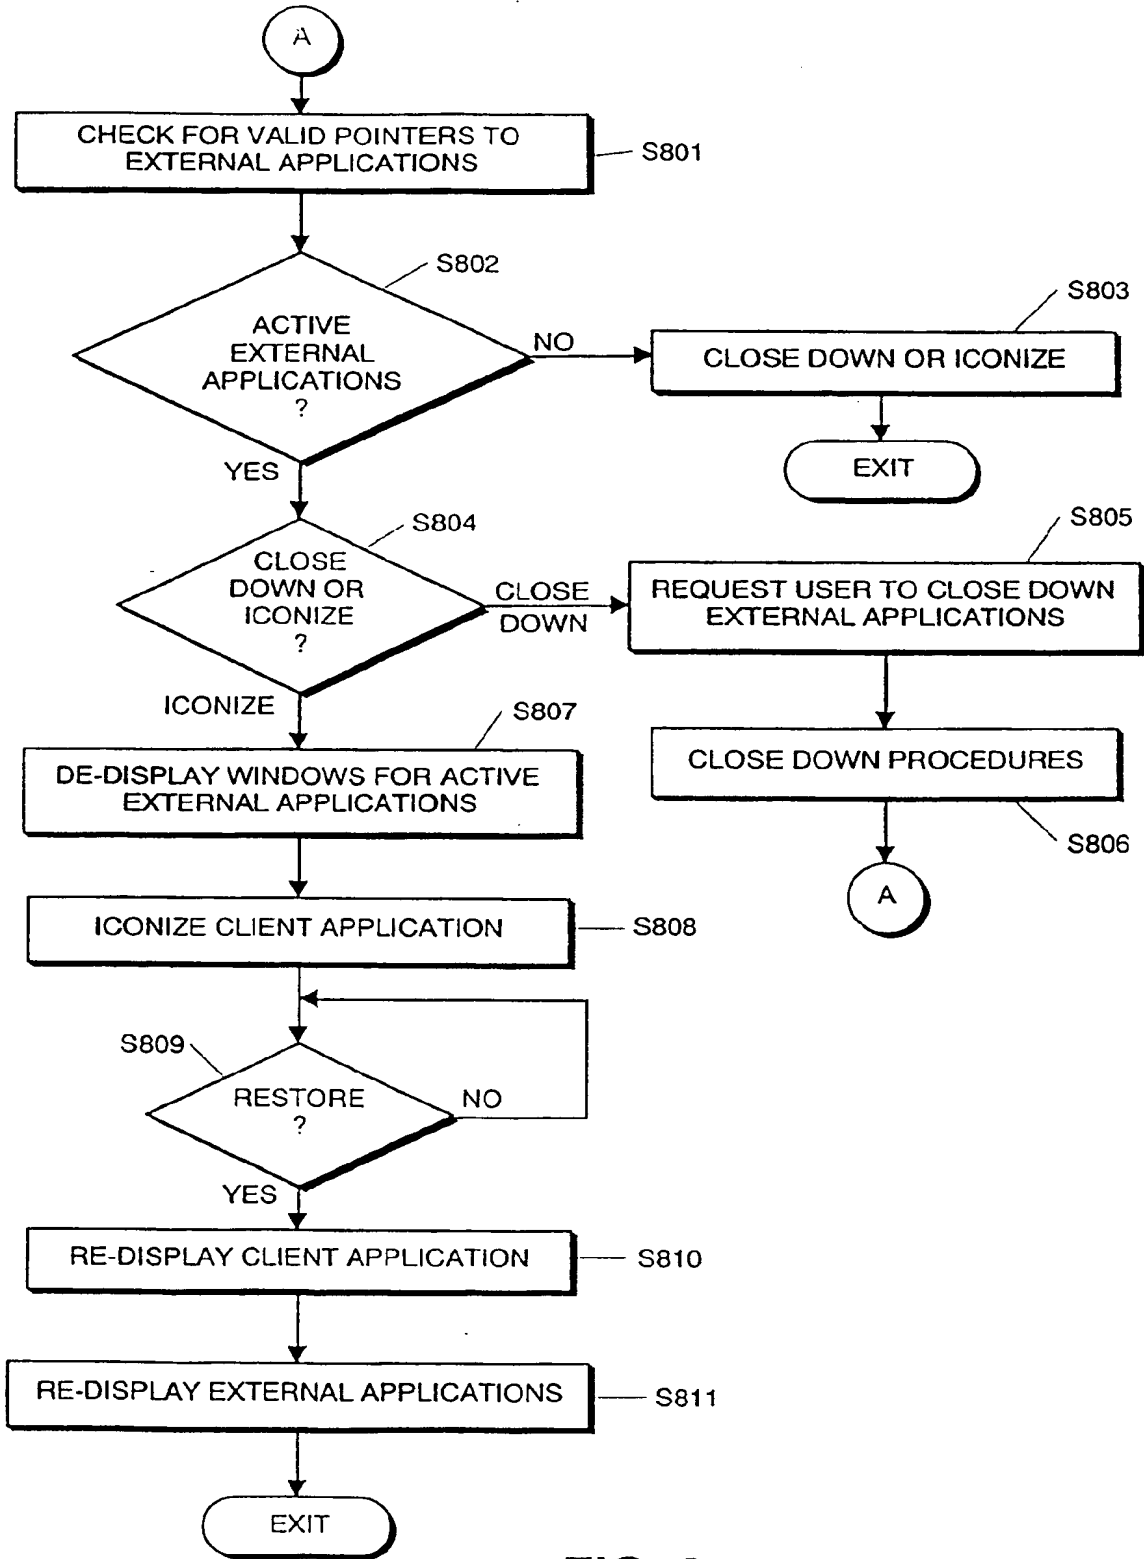 A
CHECK FOR VALID POINTERS TO
EXTERNAL APPLICATIONS
S801
S802
ACTIVE
EXTERNAL
APPLICATIONS
?
NO
S803
CLOSE DOWN OR ICONIZE
EXIT
YES
S804
CLOSE
DOWN OR
ICONIZE
?
CLOSE
DOWN
S805
REQUEST USER TO CLOSE DOWN
EXTERNAL APPLICATIONS
CLOSE DOWN PROCEDURES
S806
A
ICONIZE
S807
DE-DISPLAY WINDOWS FOR ACTIVE
EXTERNAL APPLICATIONS
ICONIZE CLIENT APPLICATION
S808
S809
RESTORE
?
NO
YES
RE-DISPLAY CLIENT APPLICATION
S810
RE-DISPLAY EXTERNAL APPLICATIONS
S811
EXIT